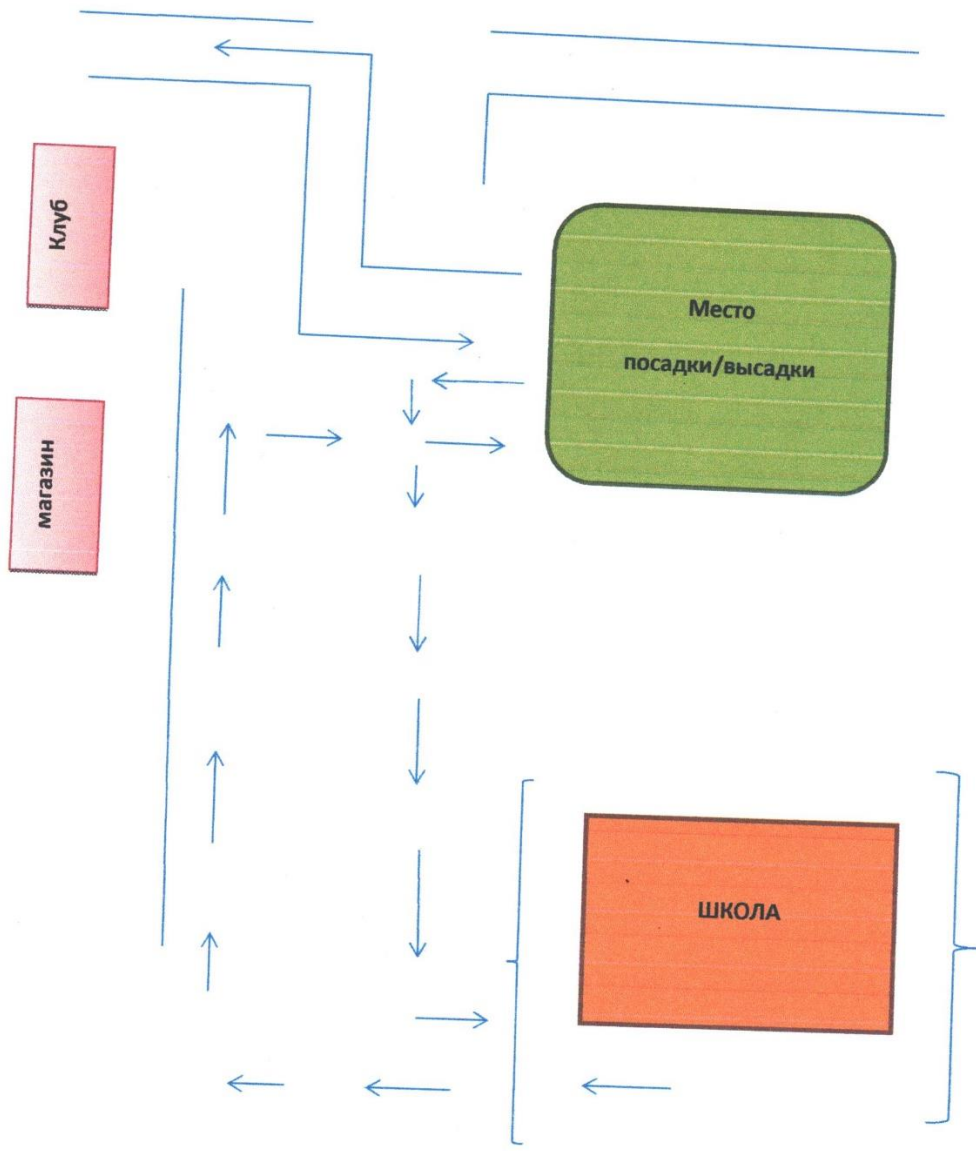 Клуб
Место
посадки/высадки
магазин
ШКОЛА